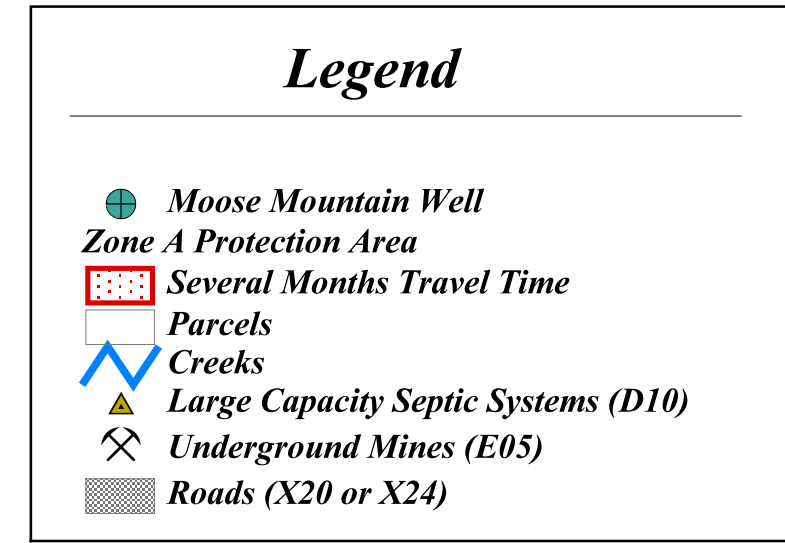 Legend
Moose Mountain Well
Zone A Protection Area
Several Months Travel Time
Parcels
Creeks
Large Capacity Septic Systems (D10)
Underground Mines (E05)
Roads (X20 or X24)